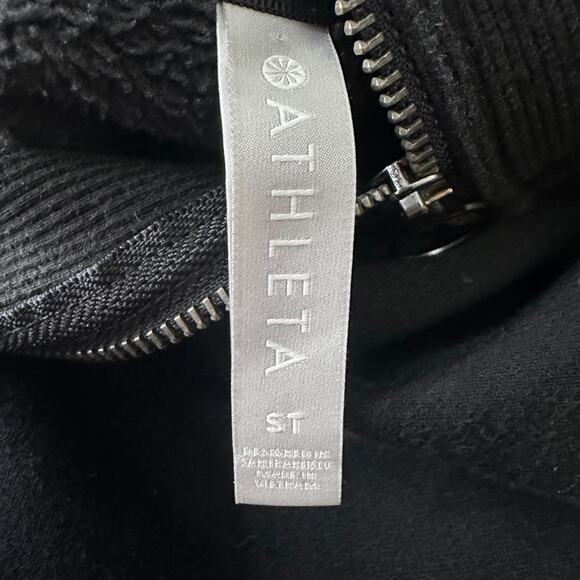 ATHLETA
ST
DESIGNED IN
SAN FRANCISCO
MADE IN
VIETNAM